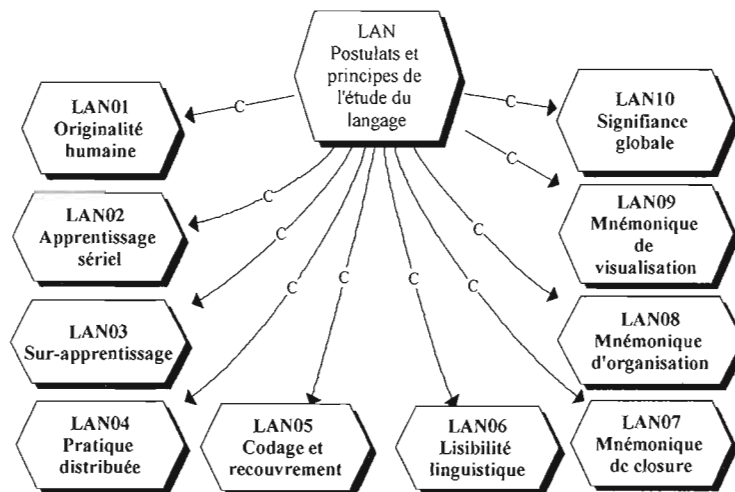 LAN
Postulats et
principes de
l'étude du
langage
LAN01
Originalité
humaine
LAN02
Apprentissage
sériel
LAN03
Sur-apprentissage
LAN04
Pratique
distribuée
LAN05
Codage et
recouvrement
LAN06
Lisibilité
linguistique
LAN07
Mnémonique
de closure
LAN08
Mnémonique
d'organisation
LAN09
Mnémonique
de
visualisation
LAN10
Signifiance
globale
C
C
C
C
C
C
C
C
C
C